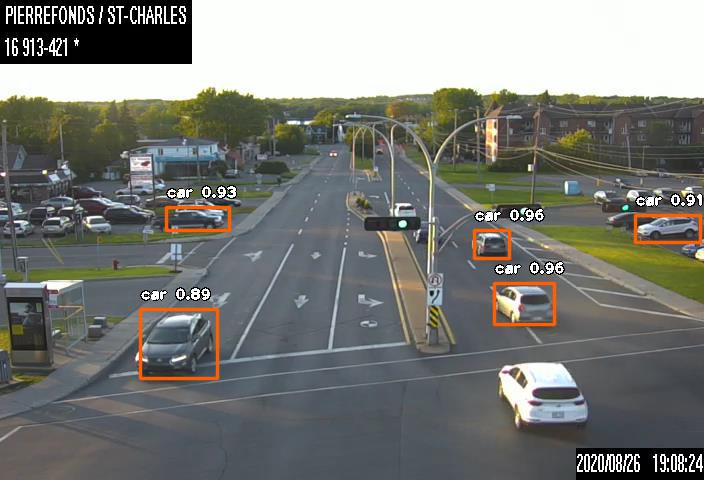 PIERREFONDS / ST-CHARLES
16 913-421 *
car 0.93
car 0.96
car 0.91
car 0.96
car 0.89
2020/08/26 19:08:24